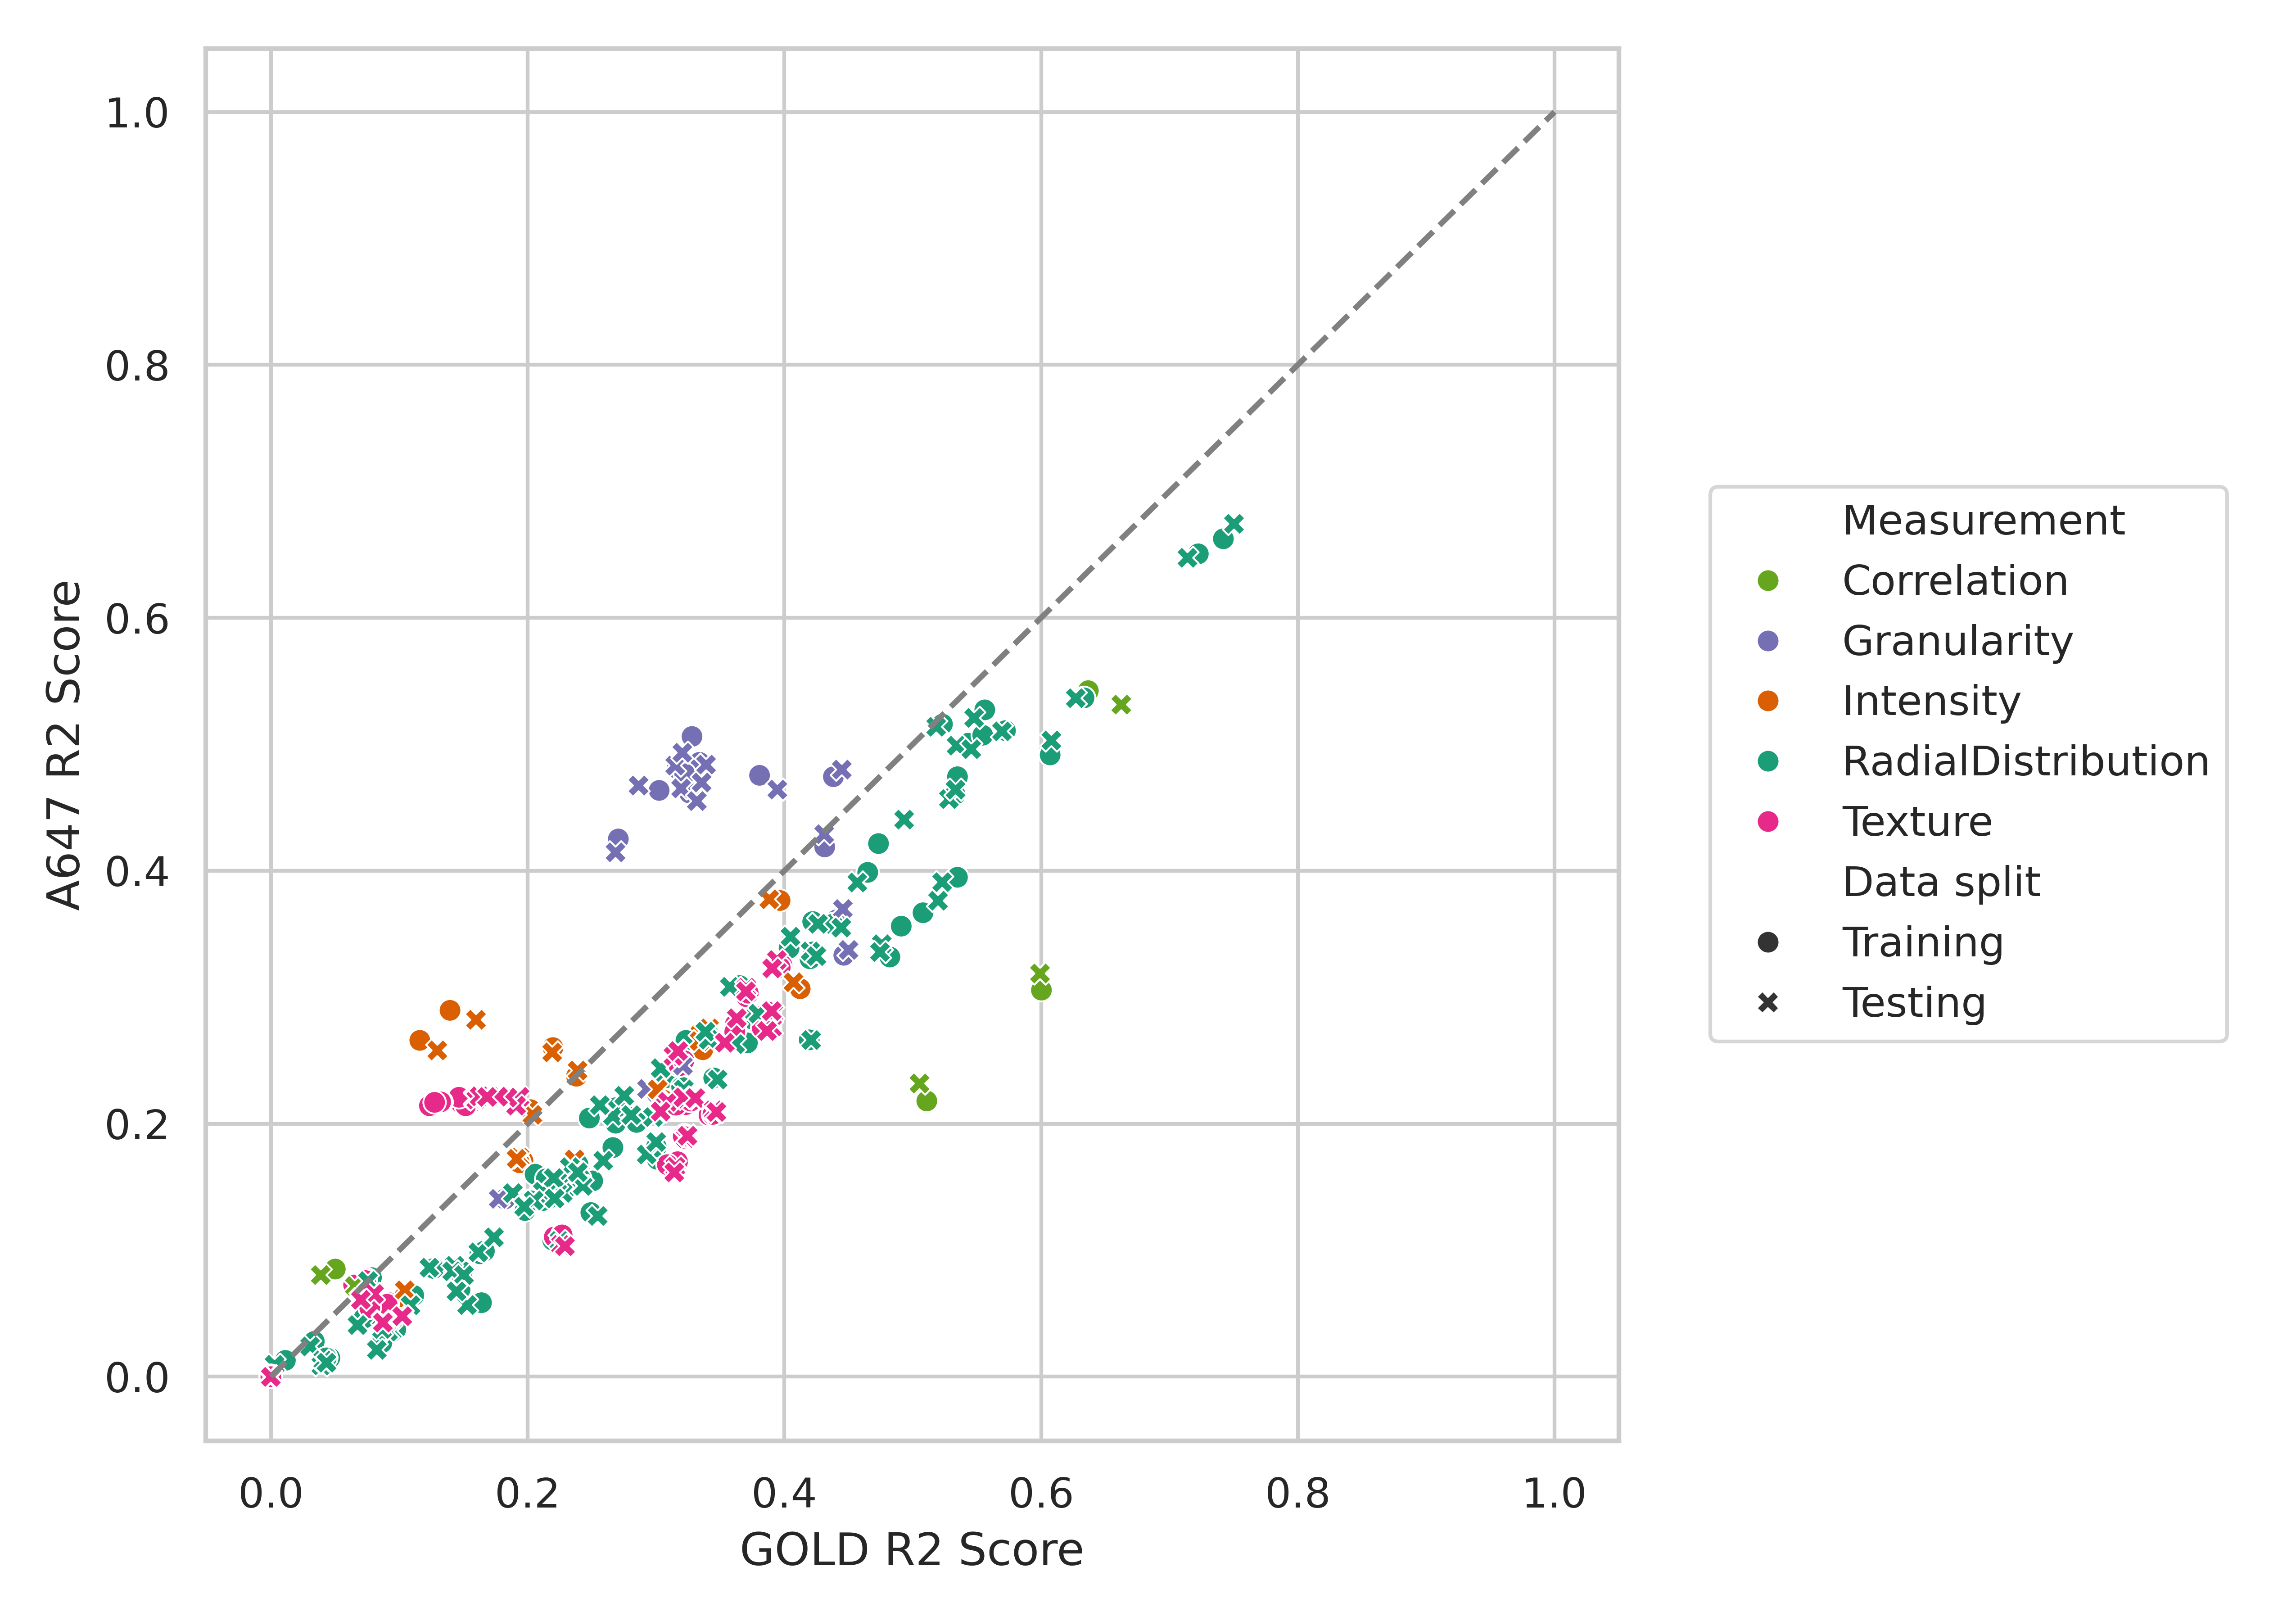 1.0
0.8
0.6
0.4
0.2
0.0
A647 R2 Score
0.0 0.2 0.4 0.6 0.8 1.0
GOLD R2 Score
Measurement
Correlation
Granularity
Intensity
RadialDistribution
Texture
Data split
Training
Testing